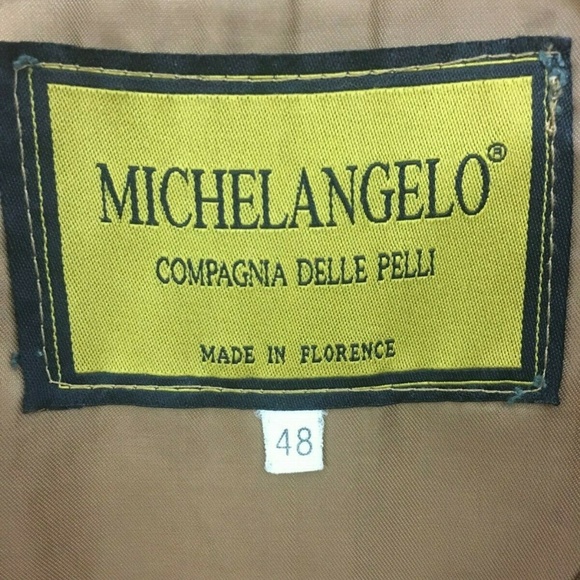 MICHELANGELO®
COMPAGNIA DELLE PELLI
MADE IN FLORENCE
48